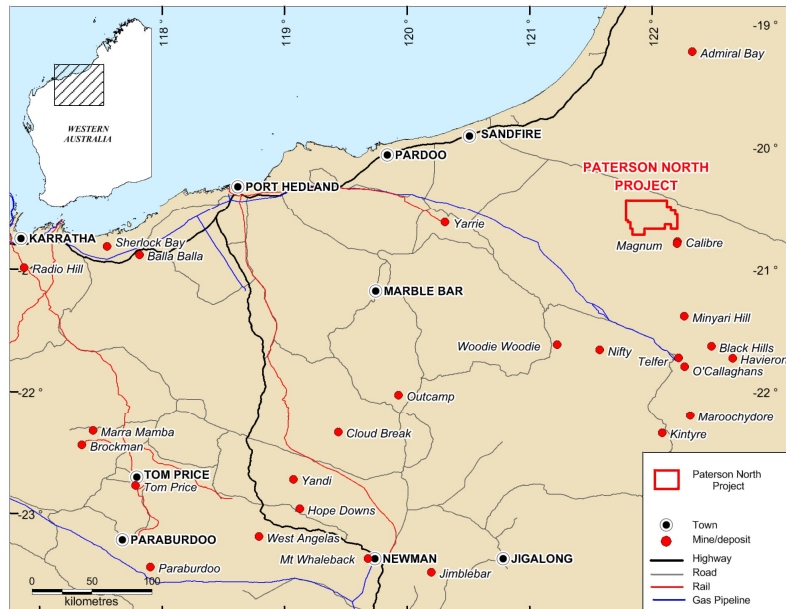 118°
119°
120°
121°
122°
-19°
Admiral Bay
WESTERN
AUSTRALIA
SANDFIRE
-20°
PARDOO
PATERSON NORTH
PROJECT
PORT HEDLAND
Yarrie
KARRATHA
Sherlock Bay
Balla Balla
Magnum
Calibre
Radio Hill
-21°
-21°
MARBLE BAR
Minyari Hill
Woodie Woodie
Nifty
Black Hills
Telfer
Havieron
O'Callaghans
-22°
-22°
Outcamp
Maroochydore
Marra Mamba
Cloud Break
Kintyre
Brockman
TOM PRICE
Tom Price
Yandi
Hope Downs
-23°
PARABURDOO
West Angelas
Mt Whaleback
NEWMAN
JIGALONG
Paraburdoo
Jimblebar
0 50 100
kilometres
Paterson North
Project
Town
Mine/deposit
Highway
Road
Rail
Gas Pipeline